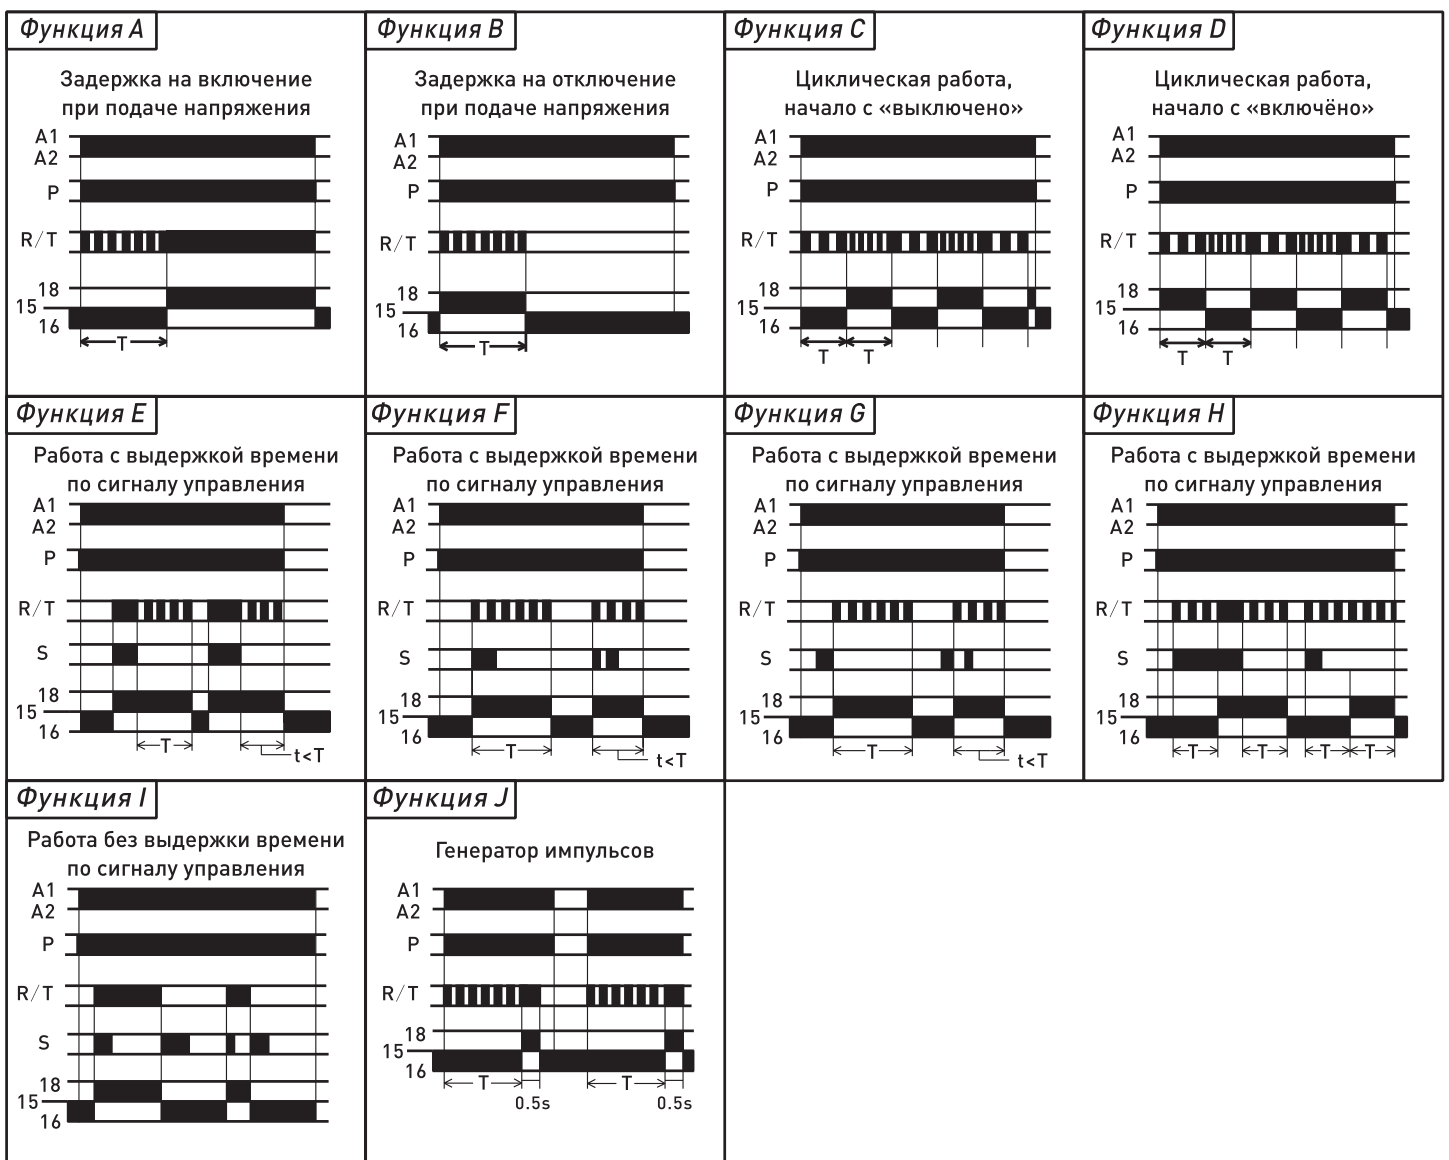 Функция A
Задержка на включение
при подаче напряжения
A1
A2
P
R/T
18
15
16
T
Функция B
Задержка на отключение
при подаче напряжения
A1
A2
P
R/T
18
15
16
T
Функция C
Циклическая работа,
начало с «выключено»
A1
A2
P
R/T
18
15
16
T T
Функция D
Циклическая работа,
начало с «включёно»
A1
A2
P
R/T
18
15
16
T T
Функция E
Работа с выдержкой времени
по сигналу управления
A1
A2
P
R/T
S
18
15
16
T
t<T
Функция F
Работа с выдержкой времени
по сигналу управления
A1
A2
P
R/T
S
18
15
16
T
t<T
Функция G
Работа с выдержкой времени
по сигналу управления
A1
A2
P
R/T
S
18
15
16
T
t<T
Функция H
Работа с выдержкой времени
по сигналу управления
A1
A2
P
R/T
S
18
15
16
T T T T
Функция I
Работа без выдержки времени
по сигналу управления
A1
A2
P
R/T
S
18
15
16
Функция J
Генератор импульсов
A1
A2
P
R/T
18
15
16
T T
0.5s 0.5s